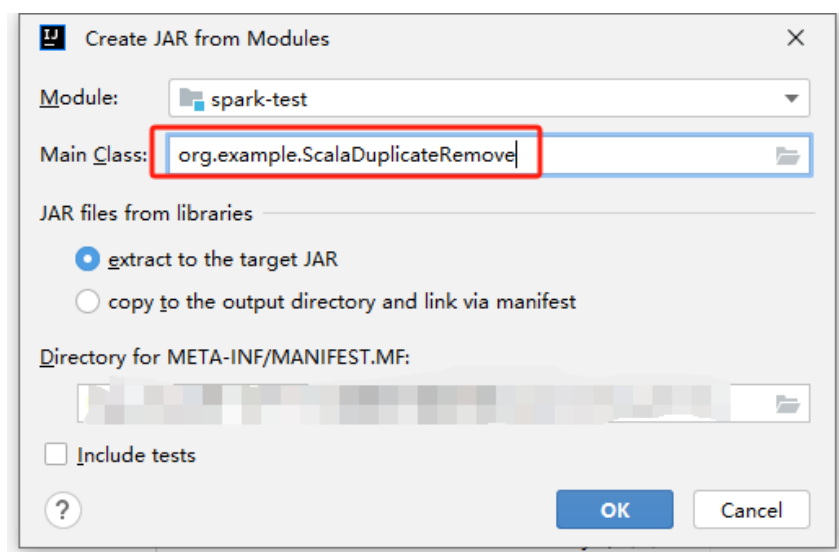 Create JAR from Modules
Module: spark-test
Main Class: org.example.ScalaDuplicateRemove
JAR files from libraries
extract to the target JAR
copy to the output directory and link via manifest
Directory for META-INF/MANIFEST.MF:
Include tests
? OK Cancel